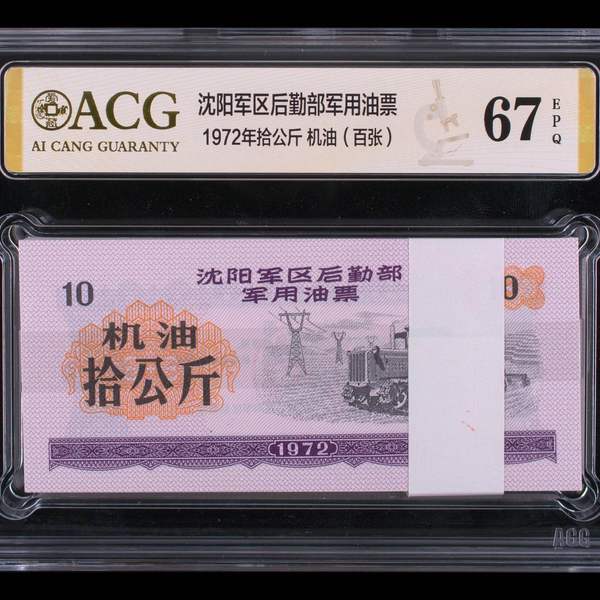 ACG
AI CANG GUARANTY
沈阳军区后勤部军用油票
1972年拾公斤 机油（百张）
67
EPQ
沈阳军区后勤部
军用油票
10
0
机油
拾公斤
1972
ACG